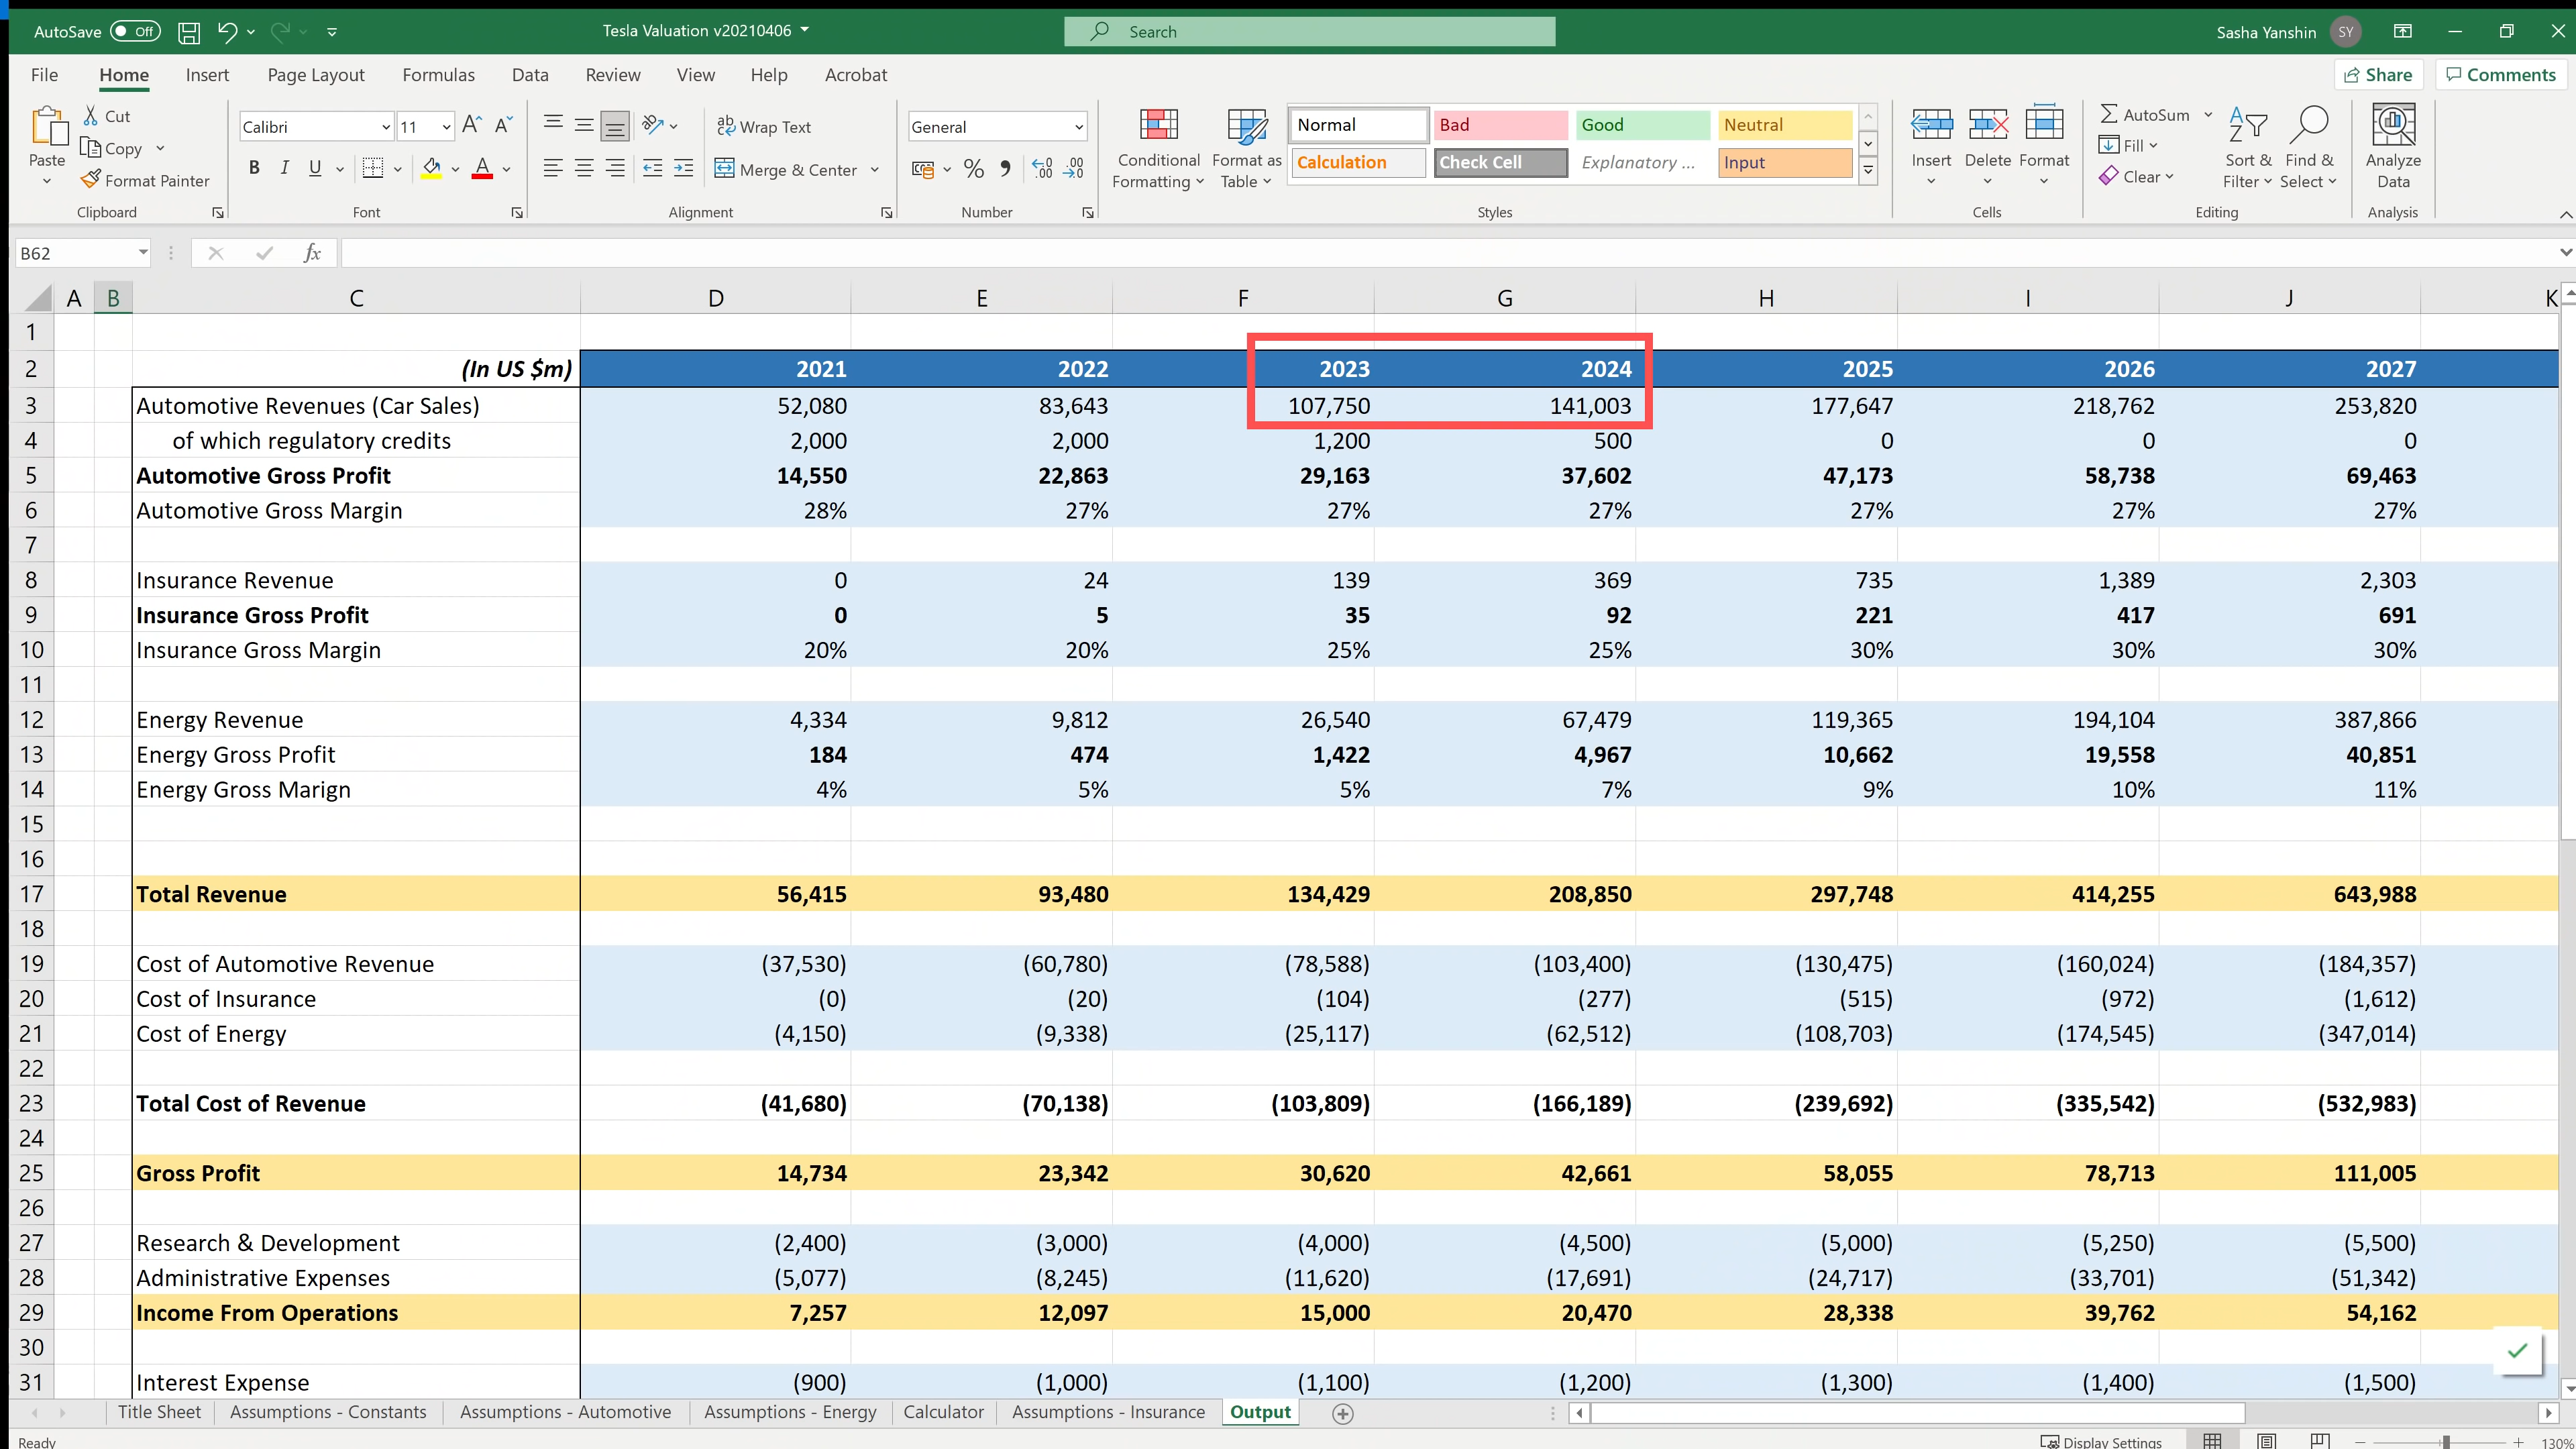 AutoSave Off Tesla Valuation v20210406 Search Sasha Yanshin SY
File Home Insert Page Layout Formulas Data Review View Help Acrobat Share Comments
Paste Cut Copy Format Painter Clipboard
Calibri 11 B I U A Font
ab Wrap Text Merge & Center Alignment
General % Number
Conditional Formatting Format as Table
Normal Bad Good Neutral
Calculation Check Cell Explanatory ... Input
Styles
Insert Delete Format Cells
AutoSum Fill Clear Sort & Filter Find & Select Editing
Analyze Data Analysis
B62 fx
A B C D E F G H I J K
1
2 (In US $m) 2021 2022 2023 2024 2025 2026 2027
3 Automotive Revenues (Car Sales) 52,080 83,643 107,750 141,003 177,647 218,762 253,820
4 of which regulatory credits 2,000 2,000 1,200 500 0 0 0
5 Automotive Gross Profit 14,550 22,863 29,163 37,602 47,173 58,738 69,463
6 Automotive Gross Margin 28% 27% 27% 27% 27% 27% 27%
7
8 Insurance Revenue 0 24 139 369 735 1,389 2,303
9 Insurance Gross Profit 0 5 35 92 221 417 691
10 Insurance Gross Margin 20% 20% 25% 25% 30% 30% 30%
11
12 Energy Revenue 4,334 9,812 26,540 67,479 119,365 194,104 387,866
13 Energy Gross Profit 184 474 1,422 4,967 10,662 19,558 40,851
14 Energy Gross Marign 4% 5% 5% 7% 9% 10% 11%
15
16
17 Total Revenue 56,415 93,480 134,429 208,850 297,748 414,255 643,988
18
19 Cost of Automotive Revenue (37,530) (60,780) (78,588) (103,400) (130,475) (160,024) (184,357)
20 Cost of Insurance (0) (20) (104) (277) (515) (972) (1,612)
21 Cost of Energy (4,150) (9,338) (25,117) (62,512) (108,703) (174,545) (347,014)
22
23 Total Cost of Revenue (41,680) (70,138) (103,809) (166,189) (239,692) (335,542) (532,983)
24
25 Gross Profit 14,734 23,342 30,620 42,661 58,055 78,713 111,005
26
27 Research & Development (2,400) (3,000) (4,000) (4,500) (5,000) (5,250) (5,500)
28 Administrative Expenses (5,077) (8,245) (11,620) (17,691) (24,717) (33,701) (51,342)
29 Income From Operations 7,257 12,097 15,000 20,470 28,338 39,762 54,162
30
31 Interest Expense (900) (1,000) (1,100) (1,200) (1,300) (1,400) (1,500)
Title Sheet Assumptions - Constants Assumptions - Automotive Assumptions - Energy Calculator Assumptions - Insurance Output
Ready Display Settings 130%